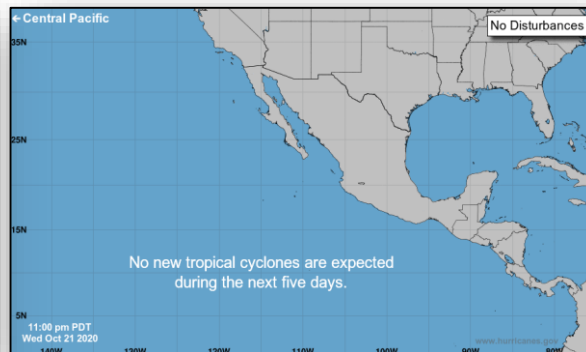 ← Central Pacific
No Disturbances
35N
25N
15N
No new tropical cyclones are expected
during the next five days.
5N
11:00 pm PDT
Wed Oct 21 2020
www.hurricanes.gov
140W 130W 120W 110W 100W 90W 80W